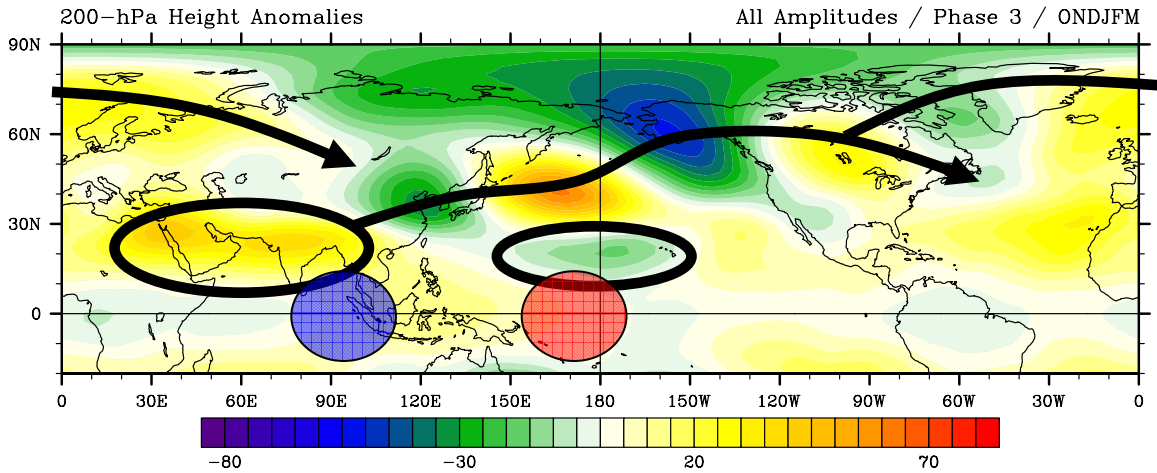 200-hPa Height Anomalies
All Amplitudes / Phase 3 / ONDJFM
90N
60N
30N
0
0 30E 60E 90E 120E 150E 180 150W 120W 90W 60W 30W 0
-80 -30 20 70